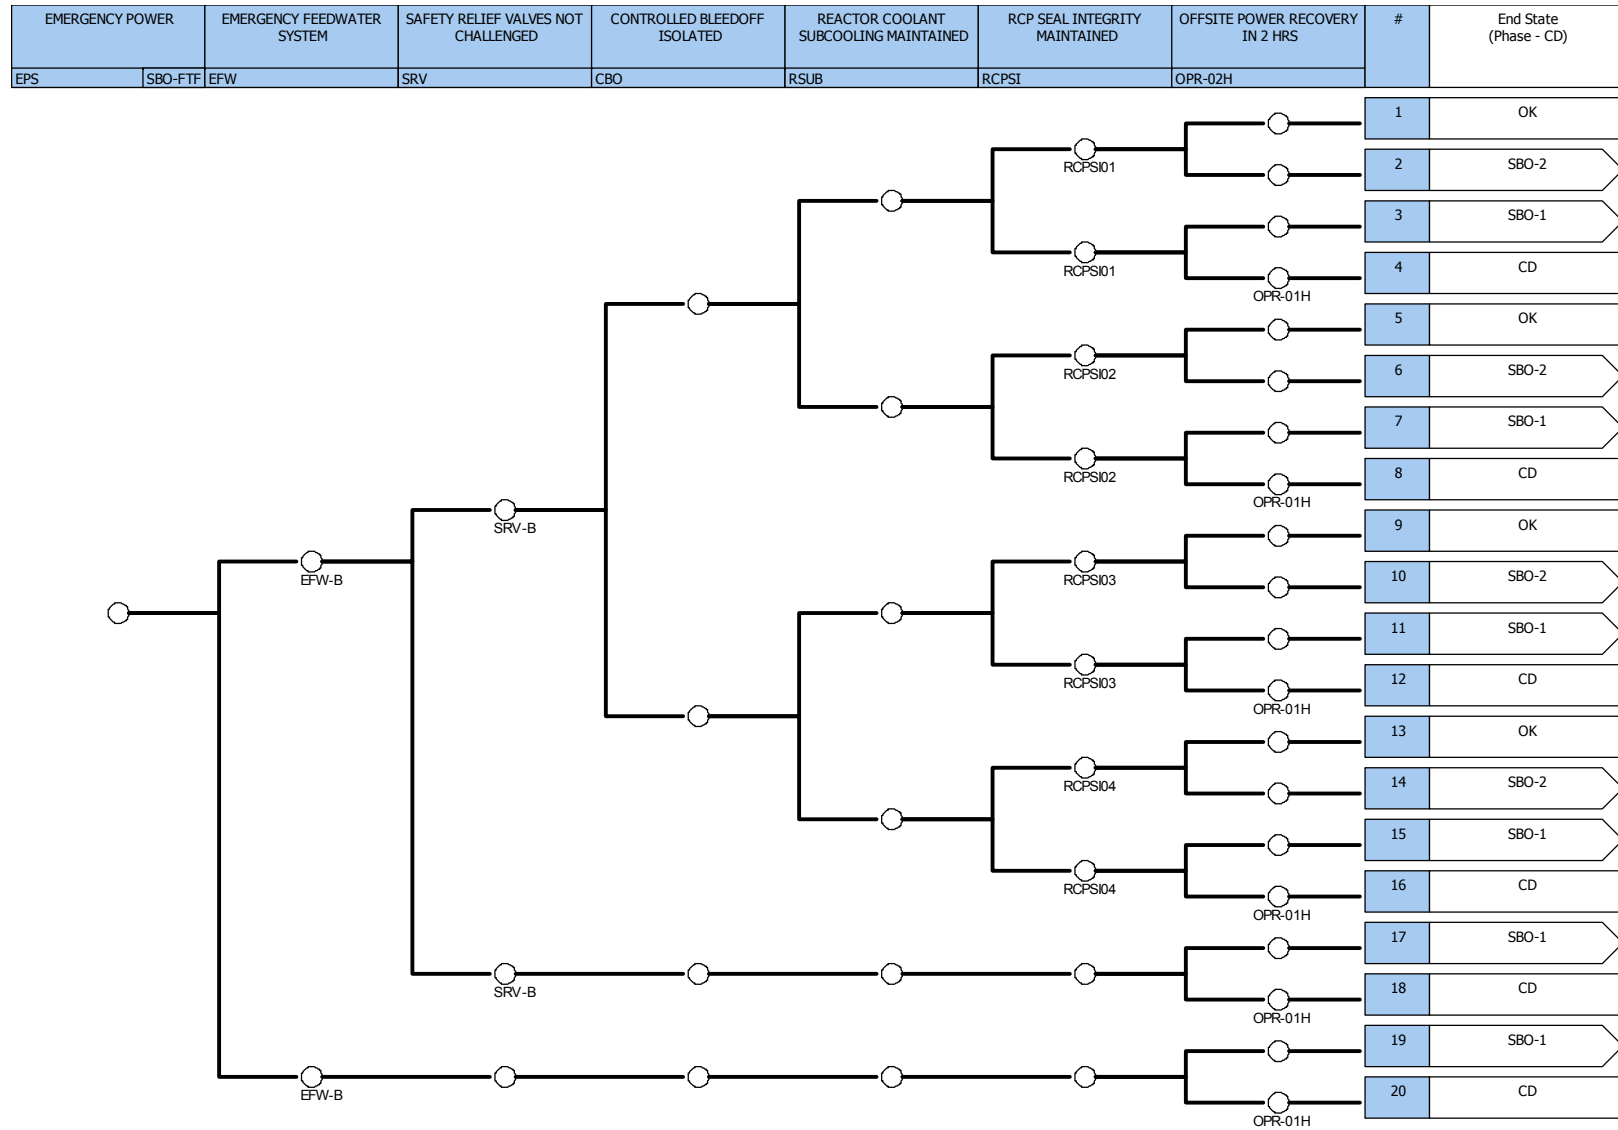 EMERGENCY POWER
EMERGENCY FEEDWATER
SYSTEM
SAFETY RELIEF VALVES NOT
CHALLENGED
CONTROLLED BLEEDOFF
ISOLATED
REACTOR COOLANT
SUBCOOLING MAINTAINED
RCP SEAL INTEGRITY
MAINTAINED
OFFSITE POWER RECOVERY
IN 2 HRS
#
End State
(Phase - CD)
EPS
SBO-FTF
EFW
SRV
CBO
RSUB
RCPSI
OPR-02H
1
OK
RCPSI01
2
SBO-2
3
SBO-1
RCPSI01
4
CD
OPR-01H
5
OK
RCPSI02
6
SBO-2
7
SBO-1
RCPSI02
8
CD
OPR-01H
SRV-B
9
OK
EFW-B
RCPSI03
10
SBO-2
11
SBO-1
RCPSI03
12
CD
OPR-01H
13
OK
RCPSI04
14
SBO-2
15
SBO-1
RCPSI04
16
CD
OPR-01H
17
SBO-1
SRV-B
18
CD
OPR-01H
19
SBO-1
EFW-B
20
CD
OPR-01H